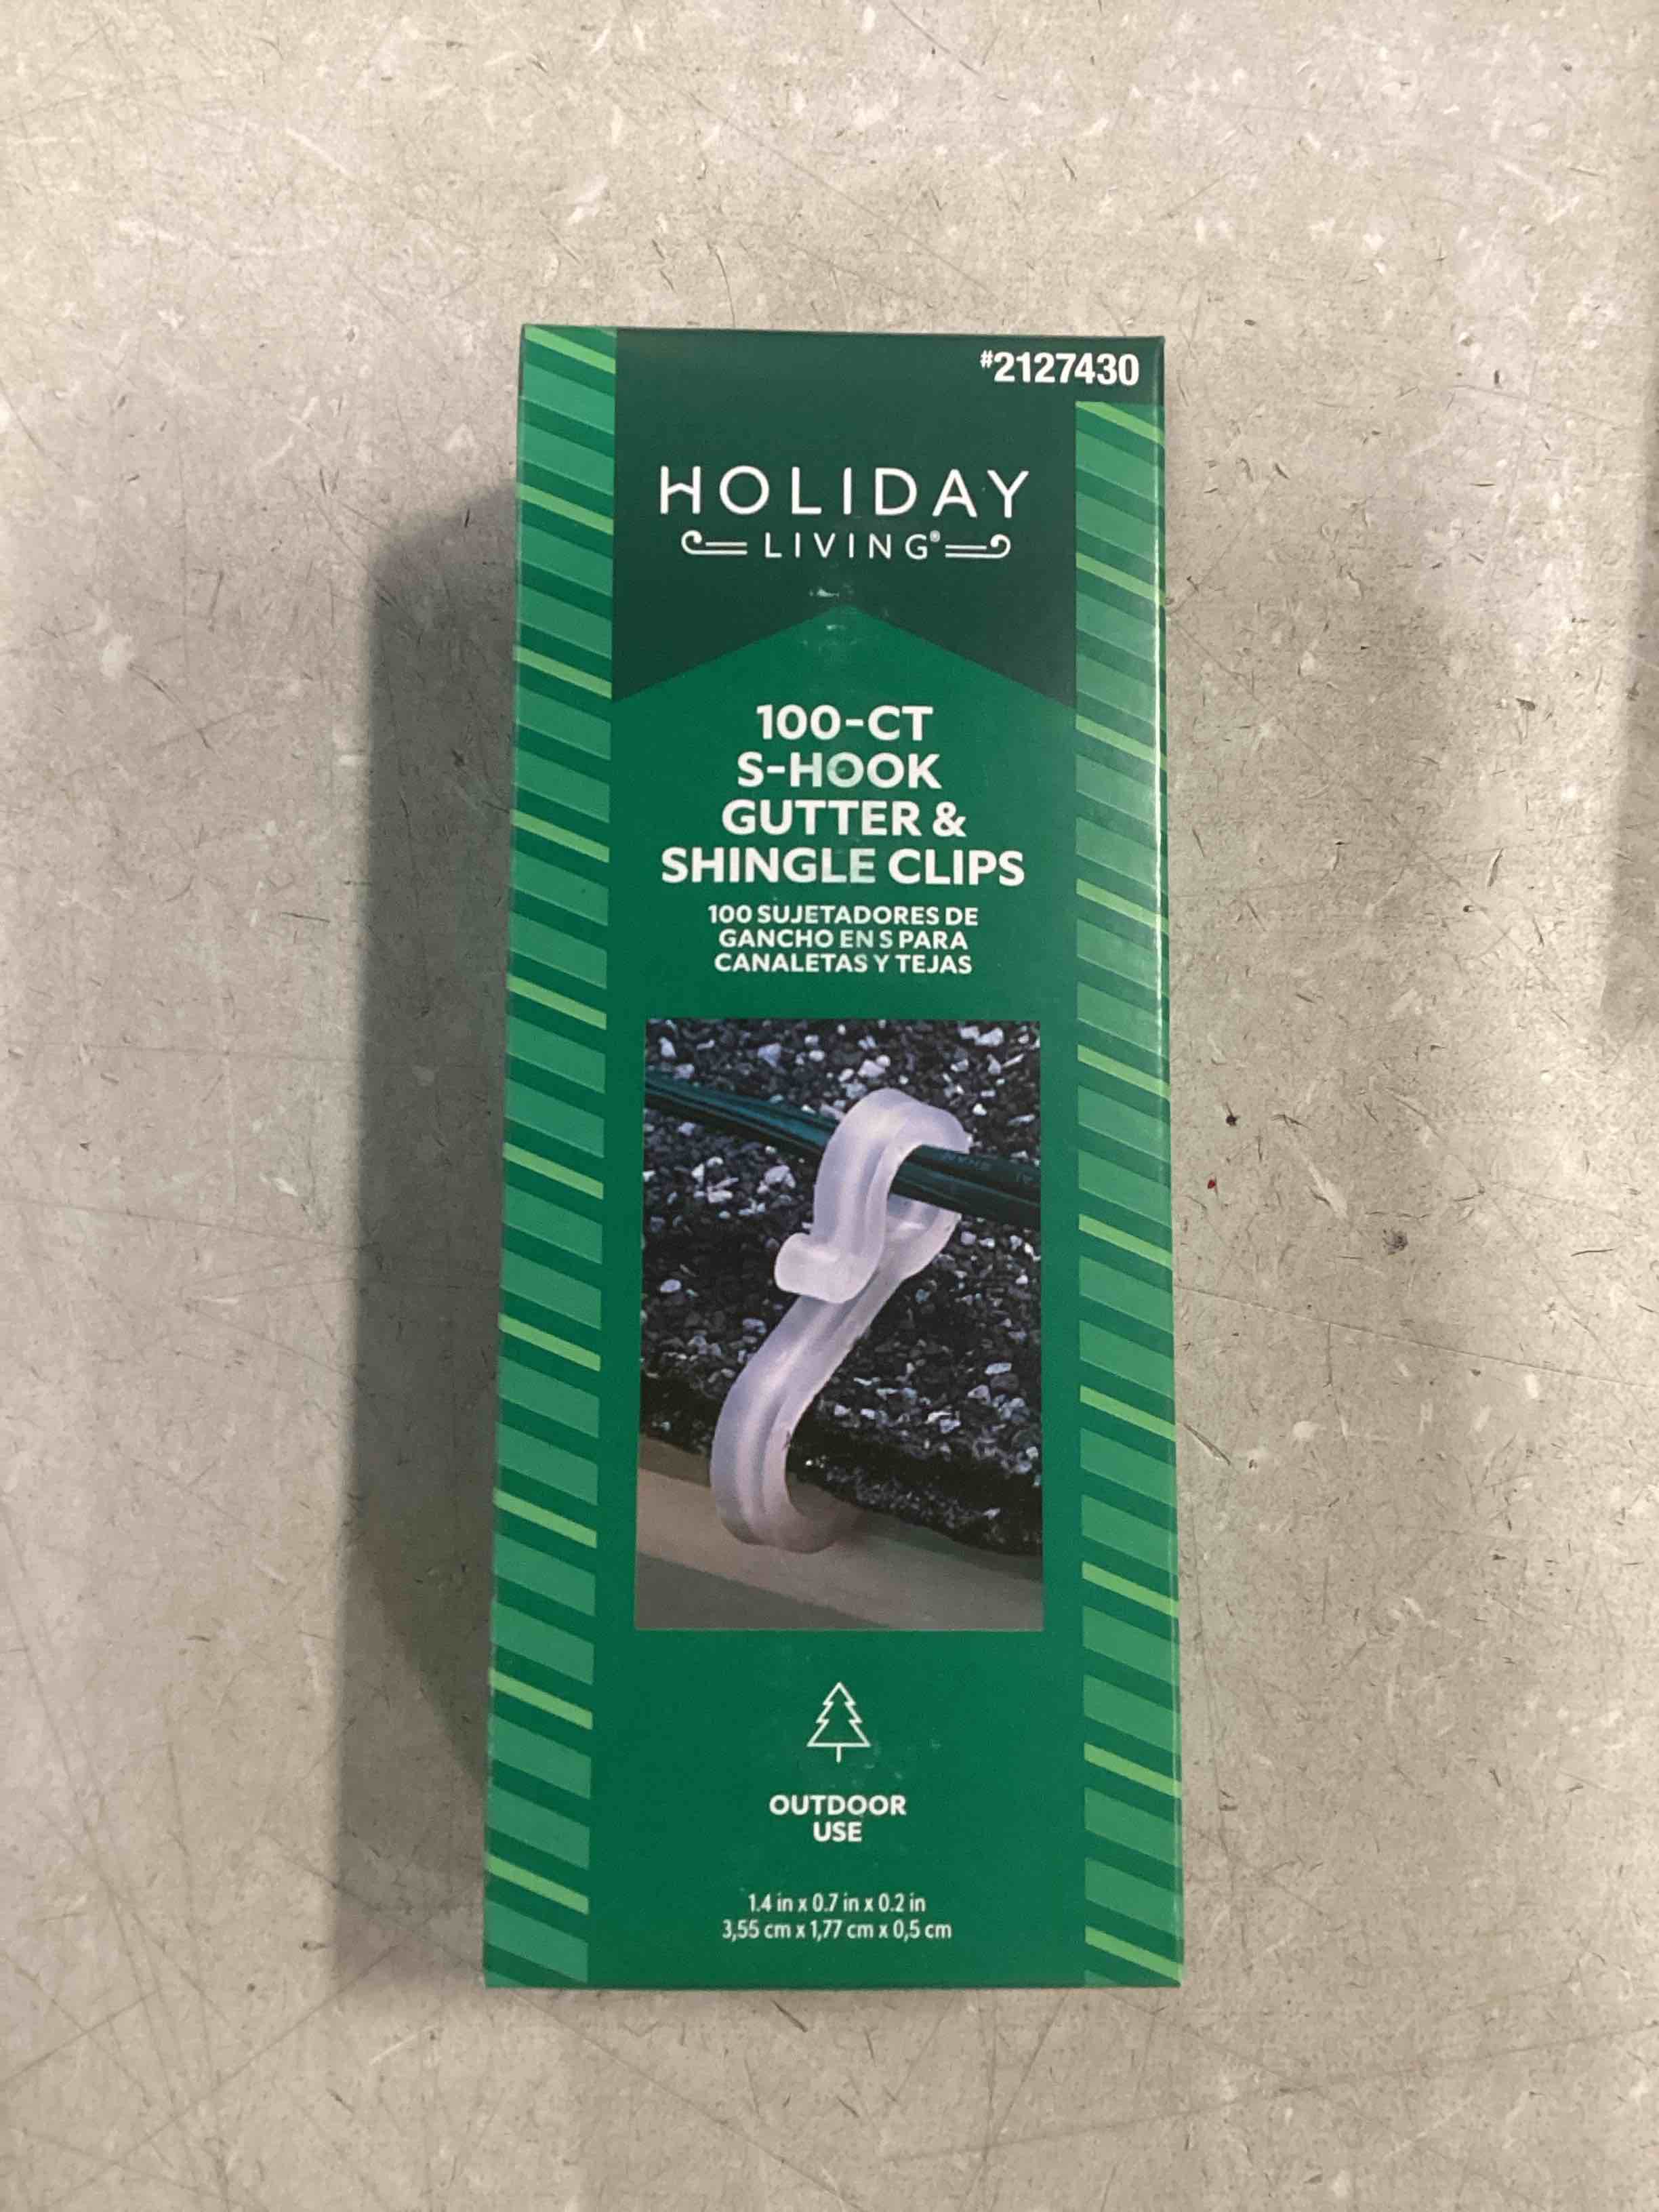 #2127430
HOLIDAY
LIVING®
100-CT
S-HOOK
GUTTER &
SHINGLE CLIPS
100 SUJETADORES DE
GANCHO EN S PARA
CANALETAS Y TEJAS
OUTDOOR
USE
1.4 in x 0.7 in x 0.2 in
3,55 cm x 1,77 cm x 0,5 cm